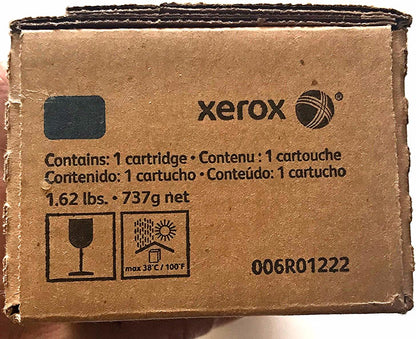 xerox ®
Contains: 1 cartridge • Contenu : 1 cartouche
Contenido: 1 cartucho • Conteúdo: 1 cartucho
1.62 lbs. • 737g net
max 38°C / 100°F
006R01222